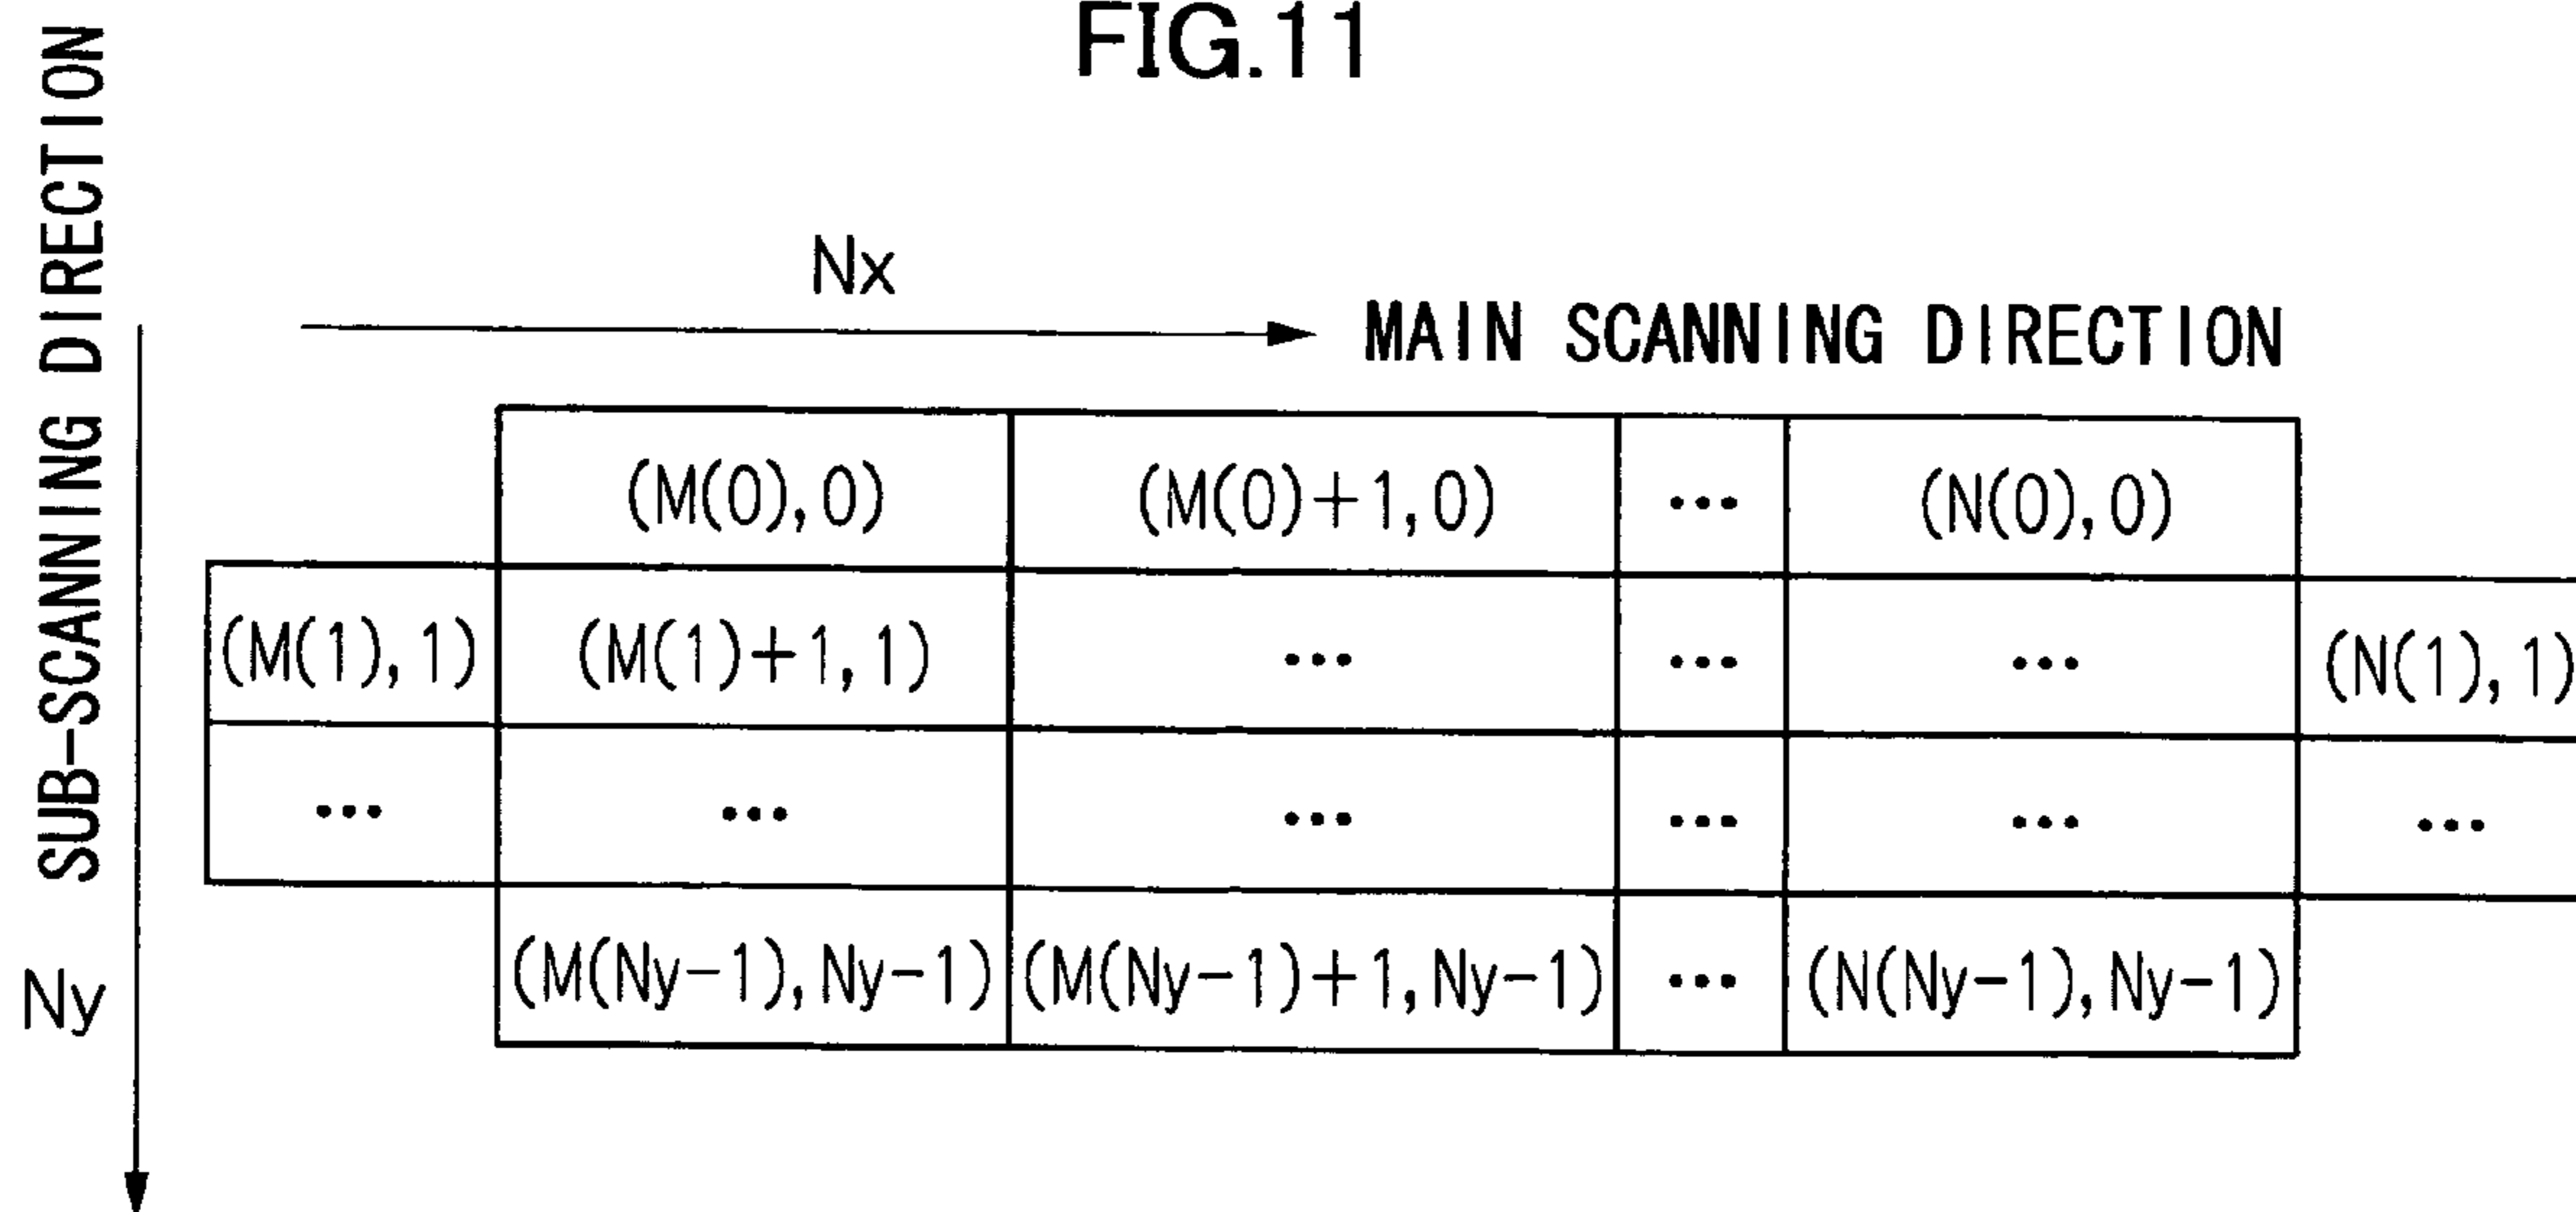 FIG.11
SUB-SCANNING DIRECTION
Nx
MAIN SCANNING DIRECTION
(M(0),0) (M(0)+1,0) ... (N(0),0)
(M(1),1) (M(1)+1,1) ... ... ... (N(1),1)
... ... ... ... ... ...
Ny
(M(Ny-1),Ny-1) (M(Ny-1)+1,Ny-1) ... (N(Ny-1),Ny-1)